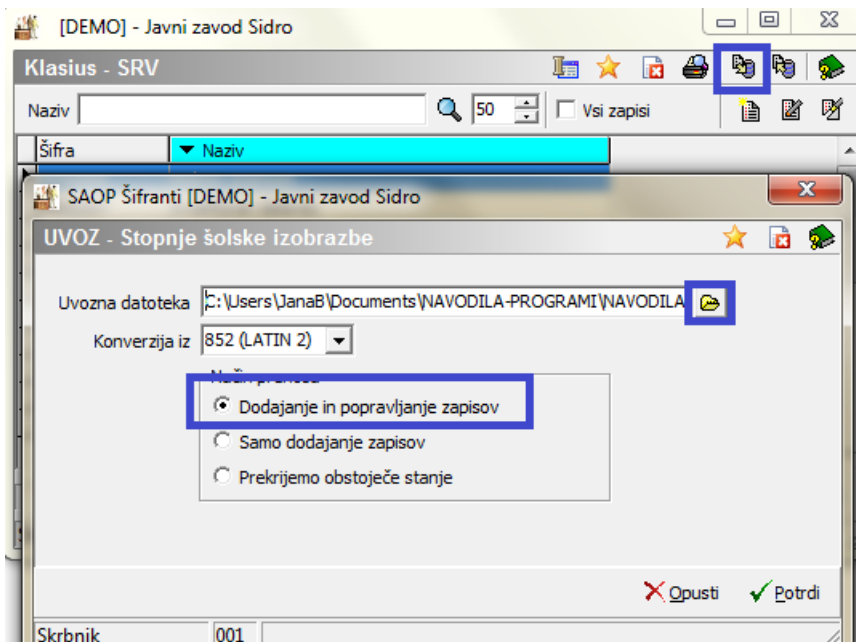 [DEMO] - Javni zavod Sidro
Klasius - SRV
Naziv 50 Vsi zapisi
Šifra Naziv
SAOP Šifranti [DEMO] - Javni zavod Sidro
UVOZ - Stopnje šolske izobrazbe
Uvozna datoteka C:\Users\JanaB\Documents\NAVODILA-PROGRAMI\NAVODILA
Konverzija iz 852 (LATIN 2)
Način prenosa
Dodajanje in popravljanje zapisov
Samo dodajanje zapisov
Prekrijemo obstoječe stanje
Opusti Potrdi
Skrbnik 001